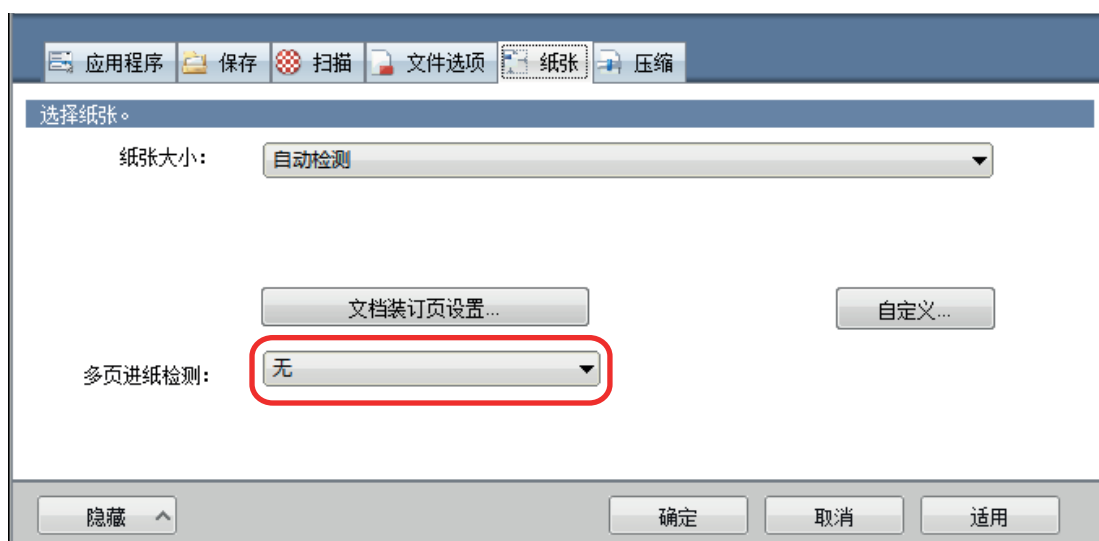 应用程序 保存 扫描 文件选项 纸张 压缩
选择纸张。
纸张大小: 自动检测
文档装订页设置... 自定义...
多页进纸检测: 无
隐藏 确定 取消 适用